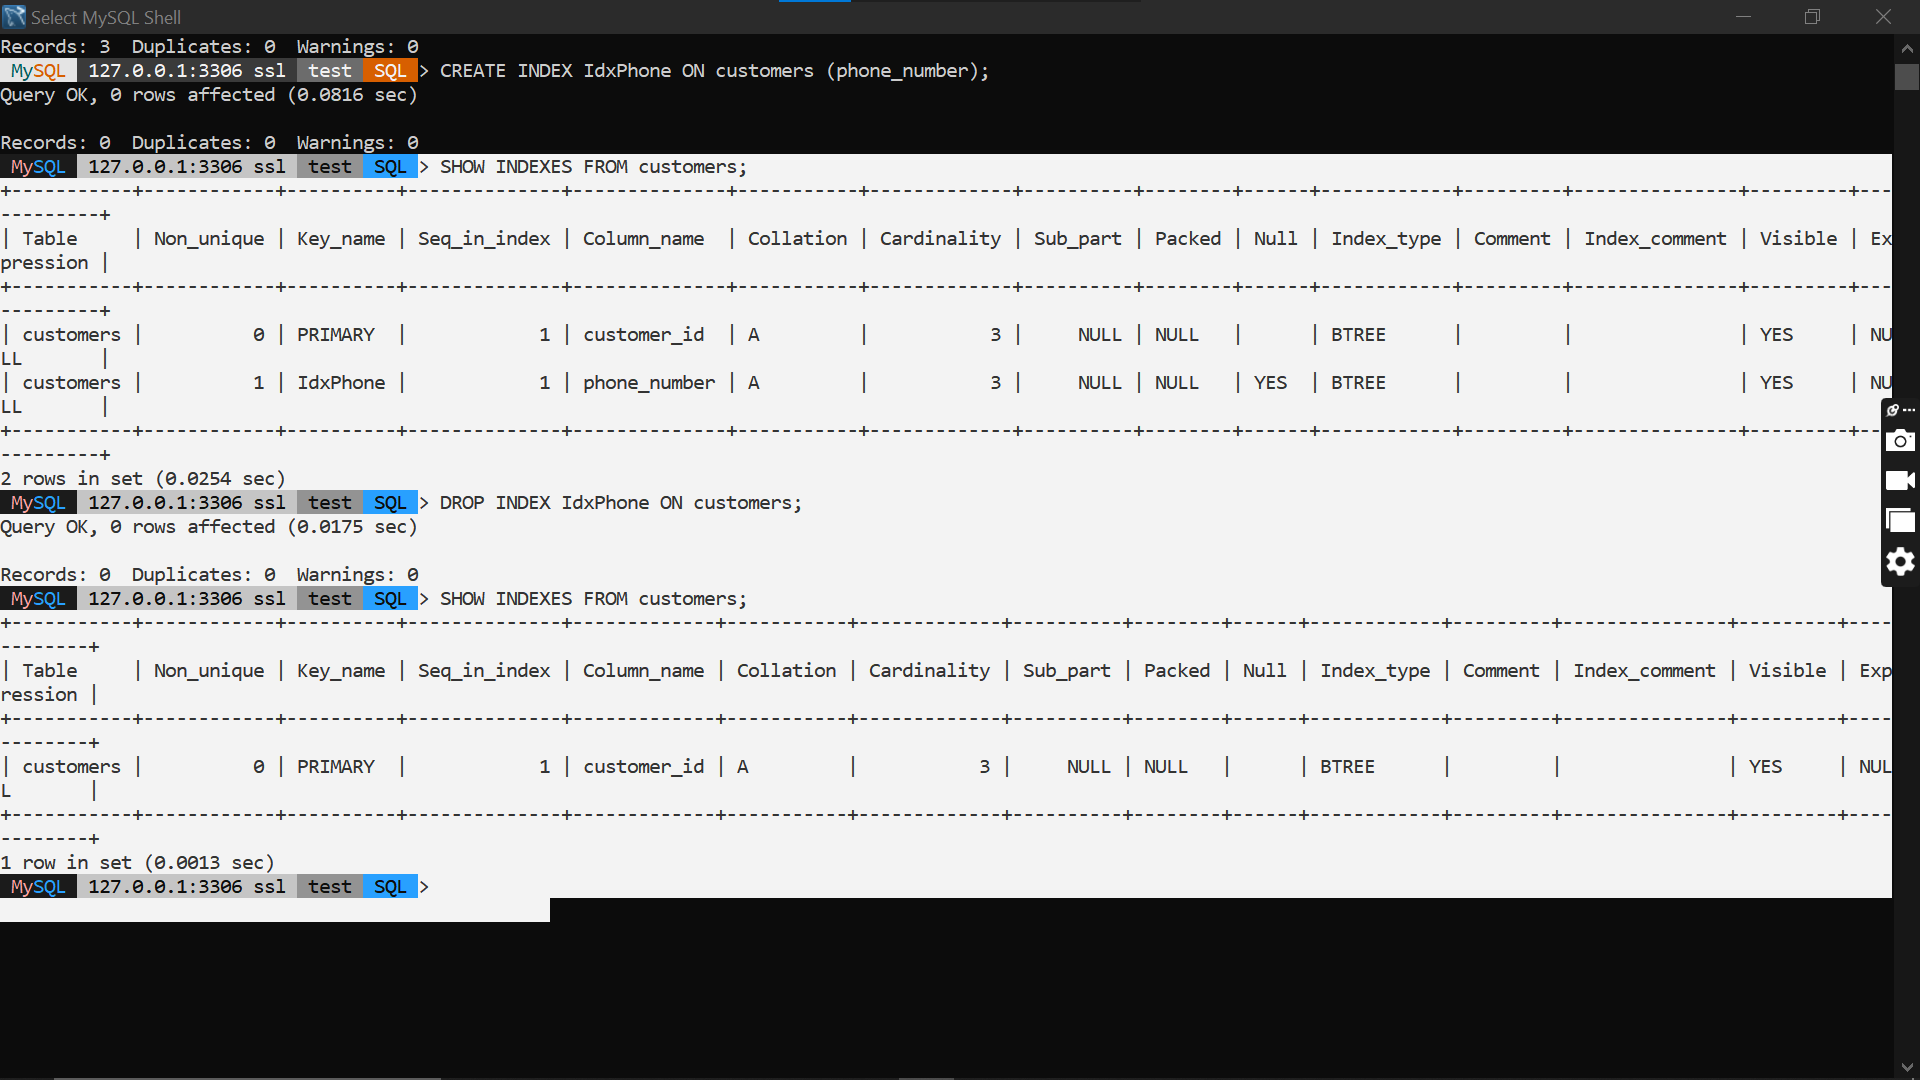 Select MySQL Shell
Records: 3  Duplicates: 0  Warnings: 0
 MySQL  127.0.0.1:3306 ssl  test  SQL > CREATE INDEX IdxPhone ON customers (phone_number);
Query OK, 0 rows affected (0.0816 sec)
Records: 0  Duplicates: 0  Warnings: 0
 MySQL  127.0.0.1:3306 ssl  test  SQL > SHOW INDEXES FROM customers;
+-----------+------------+----------+--------------+--------------+-----------+-------------+----------+--------+------+------------+---------+---------------+---------+---
---------+
| Table     | Non_unique | Key_name | Seq_in_index | Column_name  | Collation | Cardinality | Sub_part | Packed | Null | Index_type | Comment | Index_comment | Visible | Ex
pression |
+-----------+------------+----------+--------------+--------------+-----------+-------------+----------+--------+------+------------+---------+---------------+---------+---
---------+
| customers |          0 | PRIMARY  |            1 | customer_id  | A         |           3 |     NULL | NULL   |      | BTREE      |         |               | YES     | NU
LL       |
| customers |          1 | IdxPhone |            1 | phone_number | A         |           3 |     NULL | NULL   | YES  | BTREE      |         |               | YES     | NU
LL       |
+-----------+------------+----------+--------------+--------------+-----------+-------------+----------+--------+------+------------+---------+---------------+---------+---
---------+
2 rows in set (0.0254 sec)
 MySQL  127.0.0.1:3306 ssl  test  SQL > DROP INDEX IdxPhone ON customers;
Query OK, 0 rows affected (0.0175 sec)
Records: 0  Duplicates: 0  Warnings: 0
 MySQL  127.0.0.1:3306 ssl  test  SQL > SHOW INDEXES FROM customers;
+-----------+------------+----------+--------------+-------------+-----------+-------------+----------+--------+------+------------+---------+---------------+---------+----
--------+
| Table     | Non_unique | Key_name | Seq_in_index | Column_name | Collation | Cardinality | Sub_part | Packed | Null | Index_type | Comment | Index_comment | Visible | Exp
ression |
+-----------+------------+----------+--------------+-------------+-----------+-------------+----------+--------+------+------------+---------+---------------+---------+----
--------+
| customers |          0 | PRIMARY  |            1 | customer_id | A         |           3 |     NULL | NULL   |      | BTREE      |         |               | YES     | NUL
L       |
+-----------+------------+----------+--------------+-------------+-----------+-------------+----------+--------+------+------------+---------+---------------+---------+----
--------+
1 row in set (0.0013 sec)
 MySQL  127.0.0.1:3306 ssl  test  SQL >